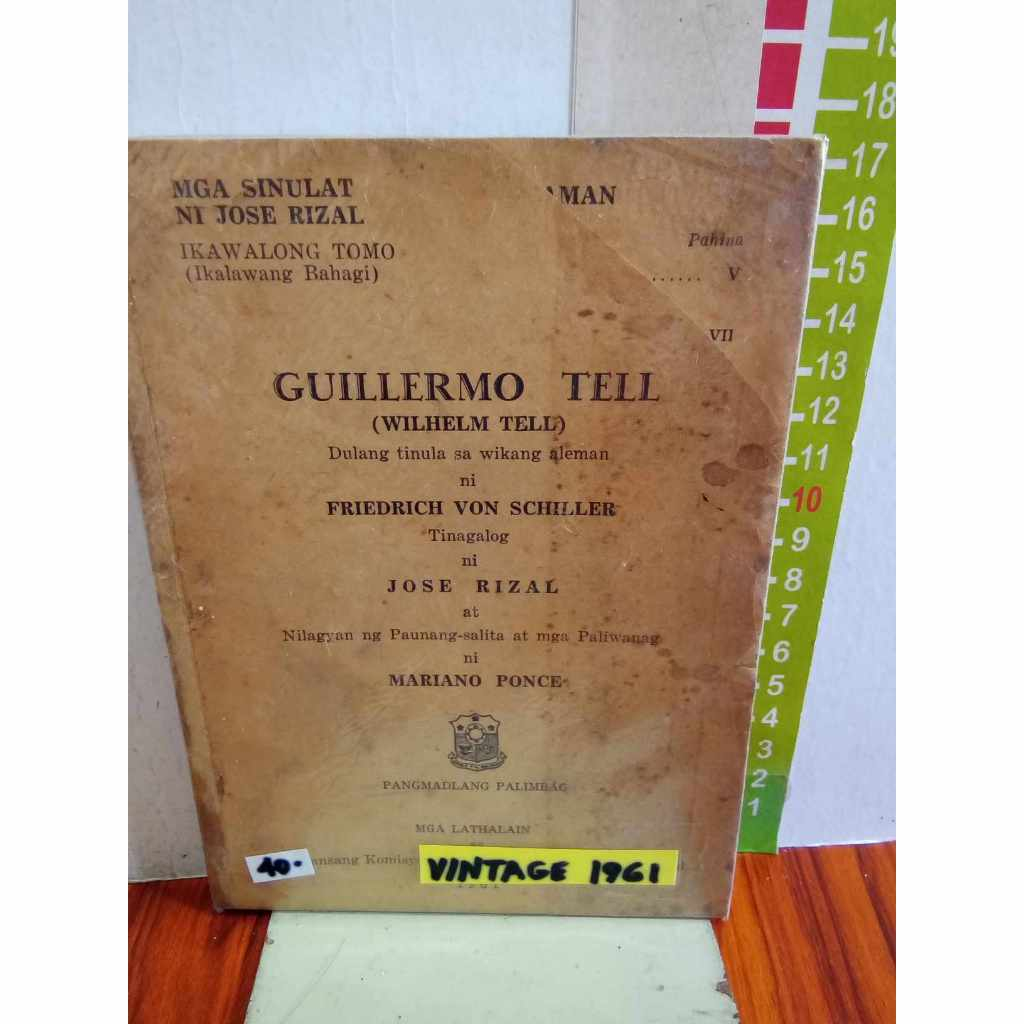 MGA SINULAT
NI JOSE RIZAL
IKAWALONG TOMO
(Ikalawang Bahagi)
AMAN
Pahina
...... V
VII
GUILLERMO TELL
(WILHELM TELL)
Dulang tinula sa wikang aleman
ni
FRIEDRICH VON SCHILLER
Tinagalog
ni
JOSE RIZAL
at
Nilagyan ng Paunang-salita at mga Paliwanag
ni
MARIANO PONCE
PANGMADLANG PALIMBAG
MGA LATHALAIN
40.
VINTAGE 1961
19
18
17
16
15
14
13
12
11
10
9
8
7
6
5
4
3
2
1